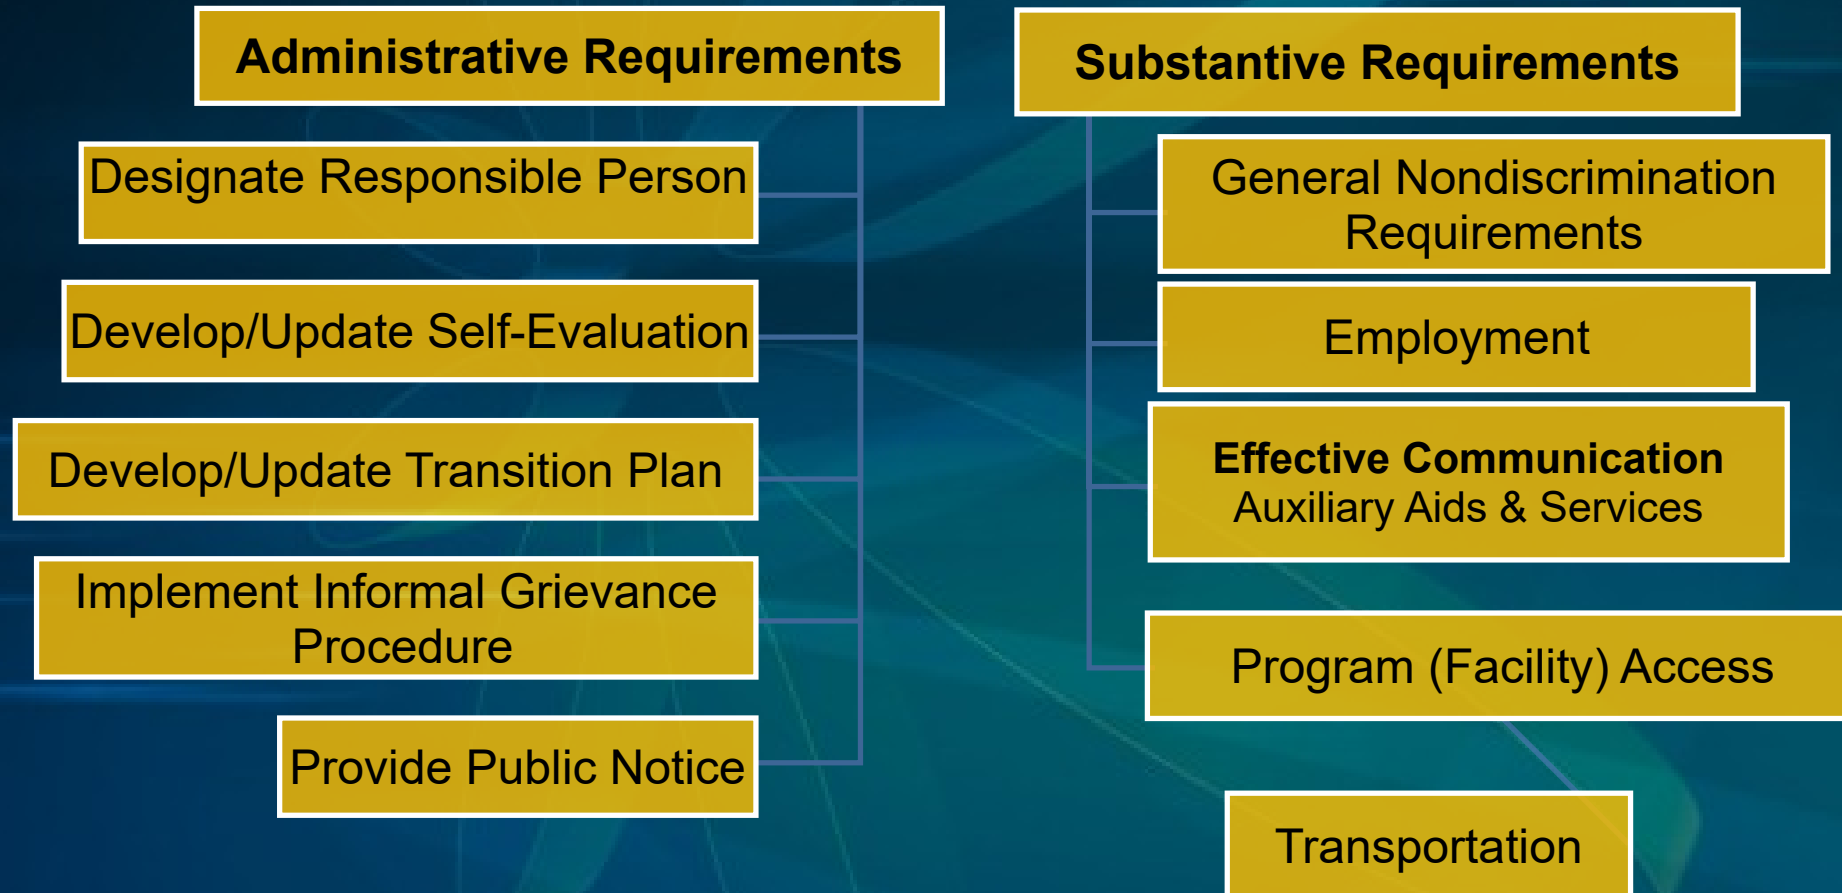 Administrative Requirements
Designate Responsible Person
Develop/Update Self-Evaluation
Develop/Update Transition Plan
Implement Informal Grievance
Procedure
Provide Public Notice
Substantive Requirements
General Nondiscrimination
Requirements
Employment
Effective Communication
Auxiliary Aids & Services
Program (Facility) Access
Transportation